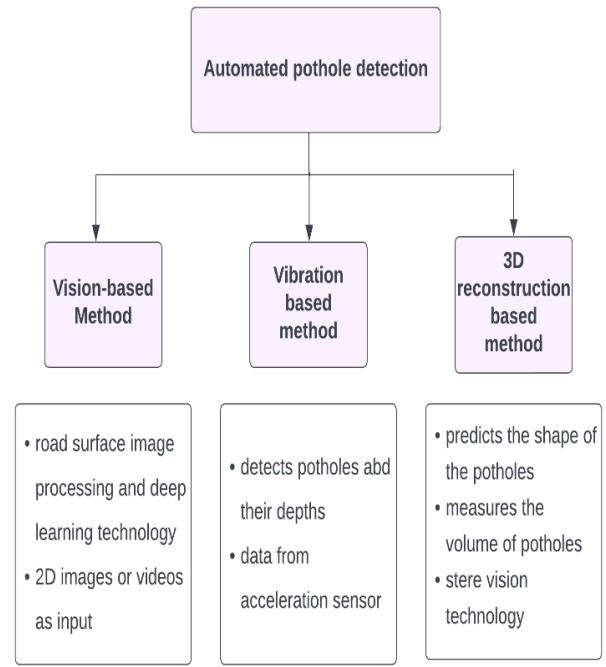 Automated pothole detection
Vision-based
Method
Vibration
based
method
3D
reconstruction
based
method
• road surface image
processing and deep
learning technology
• 2D images or videos
as input
• detects potholes abd
their depths
• data from
acceleration sensor
• predicts the shape of
the potholes
• measures the
volume of potholes
• stere vision
technology